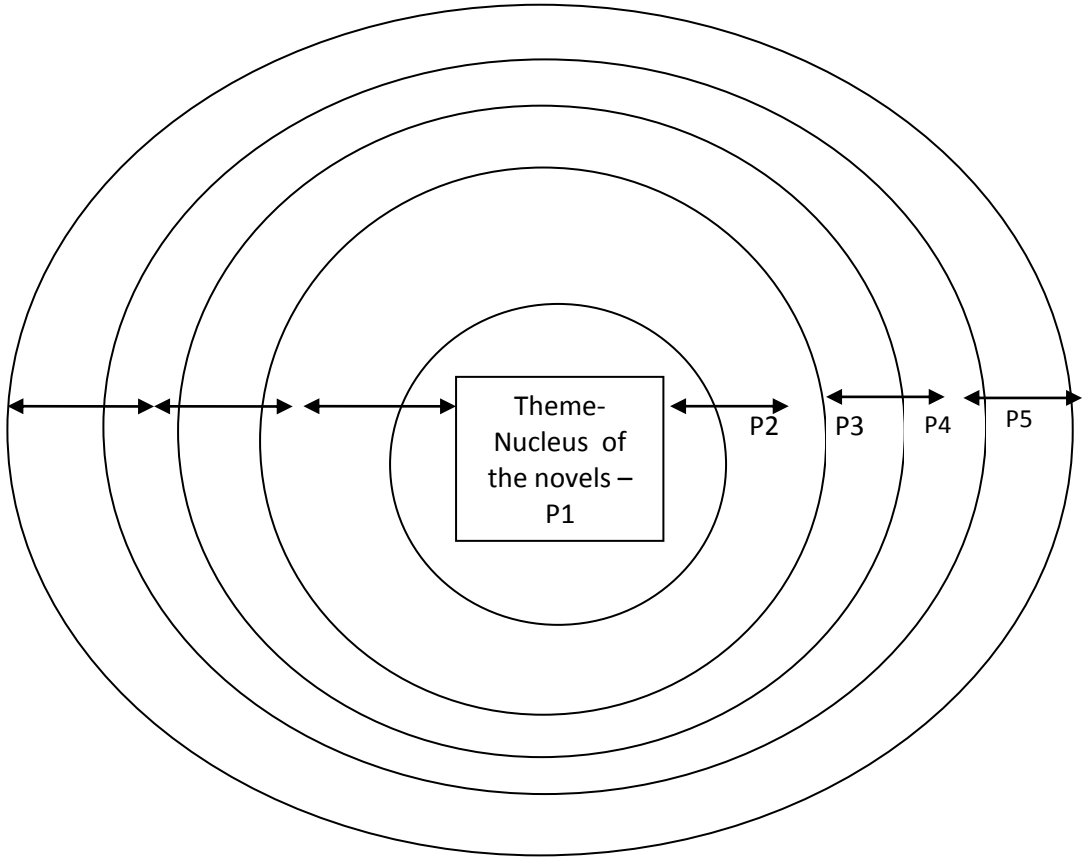 Theme-
Nucleus of
the novels –
P1
P2
P3
P4
P5